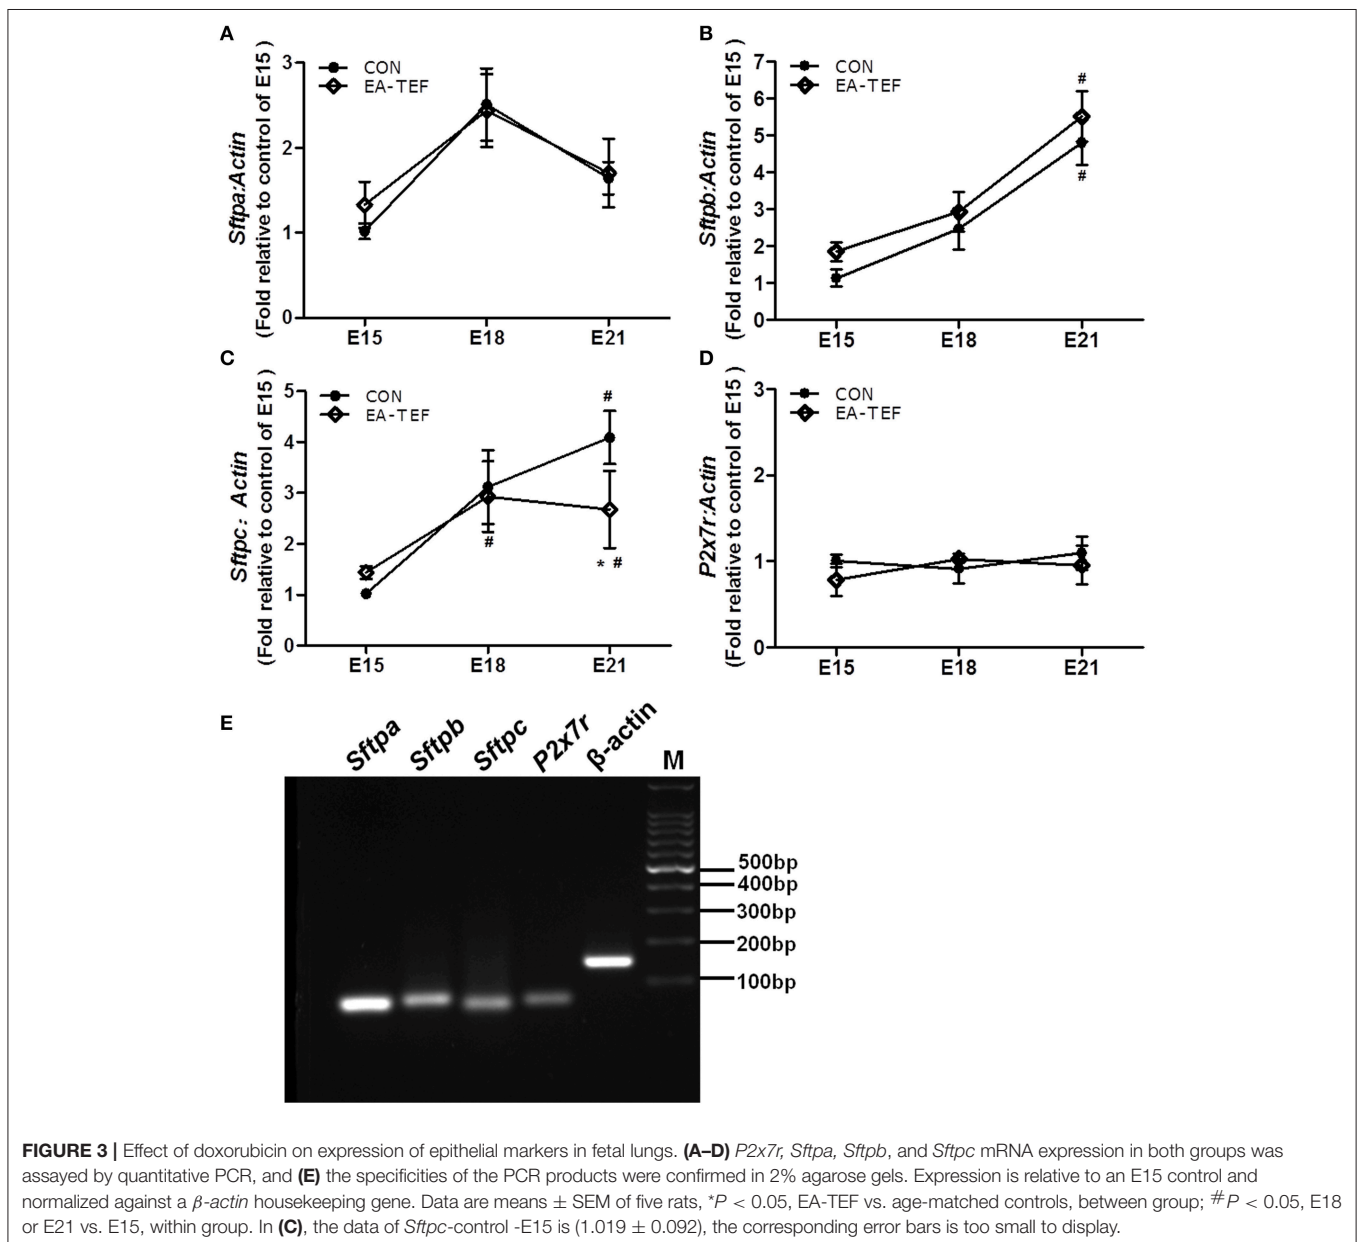 A
Sftpa:Actin
(Fold relative to control of E15)
3
2
1
0
CON
EA-TEF
E15
E18
E21
B
Sftpb:Actin
(Fold relative to control of E15)
7
6
5
4
3
2
1
0
CON
EA-TEF
#
#
E15
E18
E21
C
Sftpc: Actin
(Fold relative to control of E15)
5
4
3
2
1
0
CON
EA-TEF
#
#
* #
E15
E18
E21
D
P2x7r:Actin
(Fold relative to control of E15)
3
2
1
0
CON
EA-TEF
E15
E18
E21
E
Sftpa
Sftpb
Sftpc
P2x7r
β-actin
M
500bp
400bp
300bp
200bp
100bp
FIGURE 3 | Effect of doxorubicin on expression of epithelial markers in fetal lungs. (A–D) P2x7r, Sftpa, Sftpb, and Sftpc mRNA expression in both groups was
assayed by quantitative PCR, and (E) the specificities of the PCR products were confirmed in 2% agarose gels. Expression is relative to an E15 control and
normalized against a β-actin housekeeping gene. Data are means ± SEM of five rats, *P < 0.05, EA-TEF vs. age-matched controls, between group; #P < 0.05, E18
or E21 vs. E15, within group. In (C), the data of Sftpc-control -E15 is (1.019 ± 0.092), the corresponding error bars is too small to display.